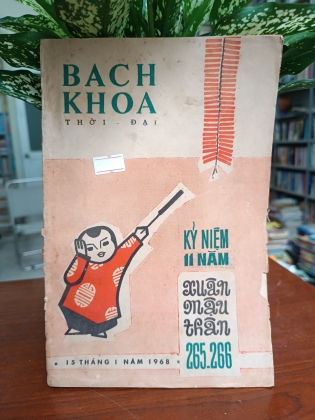 BACH
KHOA
THỜI - ĐẠI
KỶ NIỆM
11 NĂM
xuân
mậu
thân
265-266
• 15 THÁNG 1 NĂM 1968 •